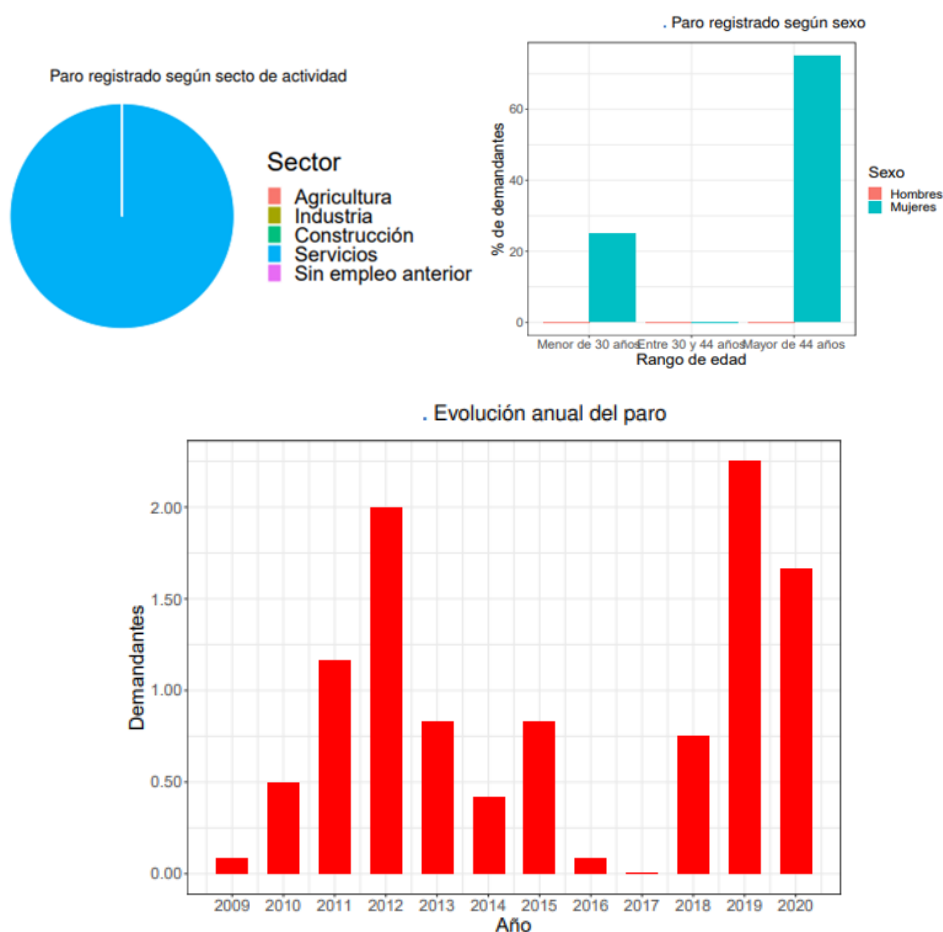 Paro registrado según secto de actividad
Sector
Agricultura
Industria
Construcción
Servicios
Sin empleo anterior
. Paro registrado según sexo
% de demandantes
60
40
20
0
Menor de 30 años
Entre 30 y 44 años
Mayor de 44 años
Rango de edad
Sexo
Hombres
Mujeres
. Evolución anual del paro
Demandantes
2.00
1.50
1.00
0.50
0.00
2009 2010 2011 2012 2013 2014 2015 2016 2017 2018 2019 2020
Año